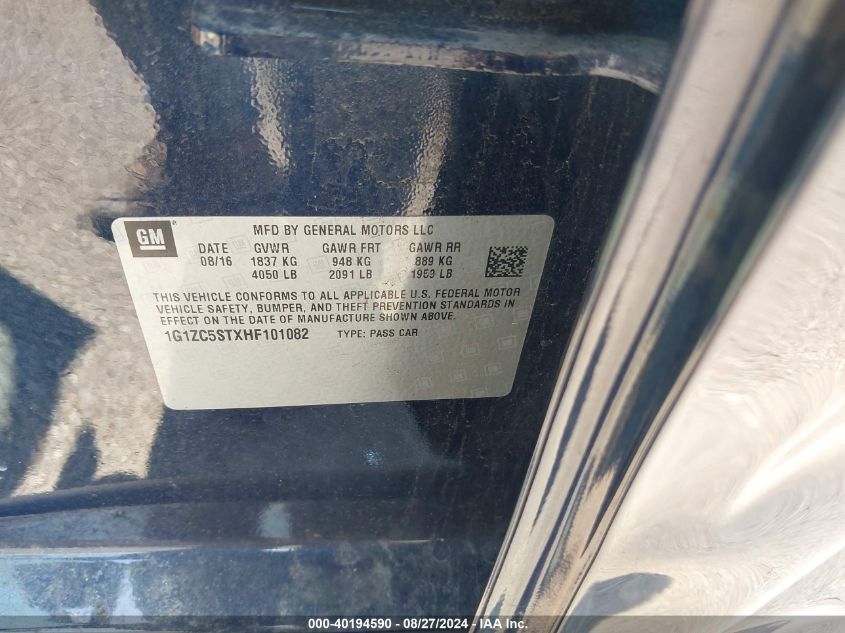 GM
MFD BY GENERAL MOTORS LLC
DATE GVWR GAWR FRT GAWR RR
08/16 1837 KG 948 KG 889 KG
4050 LB 2091 LB 1959 LB
THIS VEHICLE CONFORMS TO ALL APPLICABLE U.S. FEDERAL MOTOR
VEHICLE SAFETY, BUMPER, AND THEFT PREVENTION STANDARDS IN
EFFECT ON THE DATE OF MANUFACTURE SHOWN ABOVE.
1G1ZC5STXHF101082 TYPE: PASS CAR
000-40194590 - 08/27/2024 - IAA Inc.